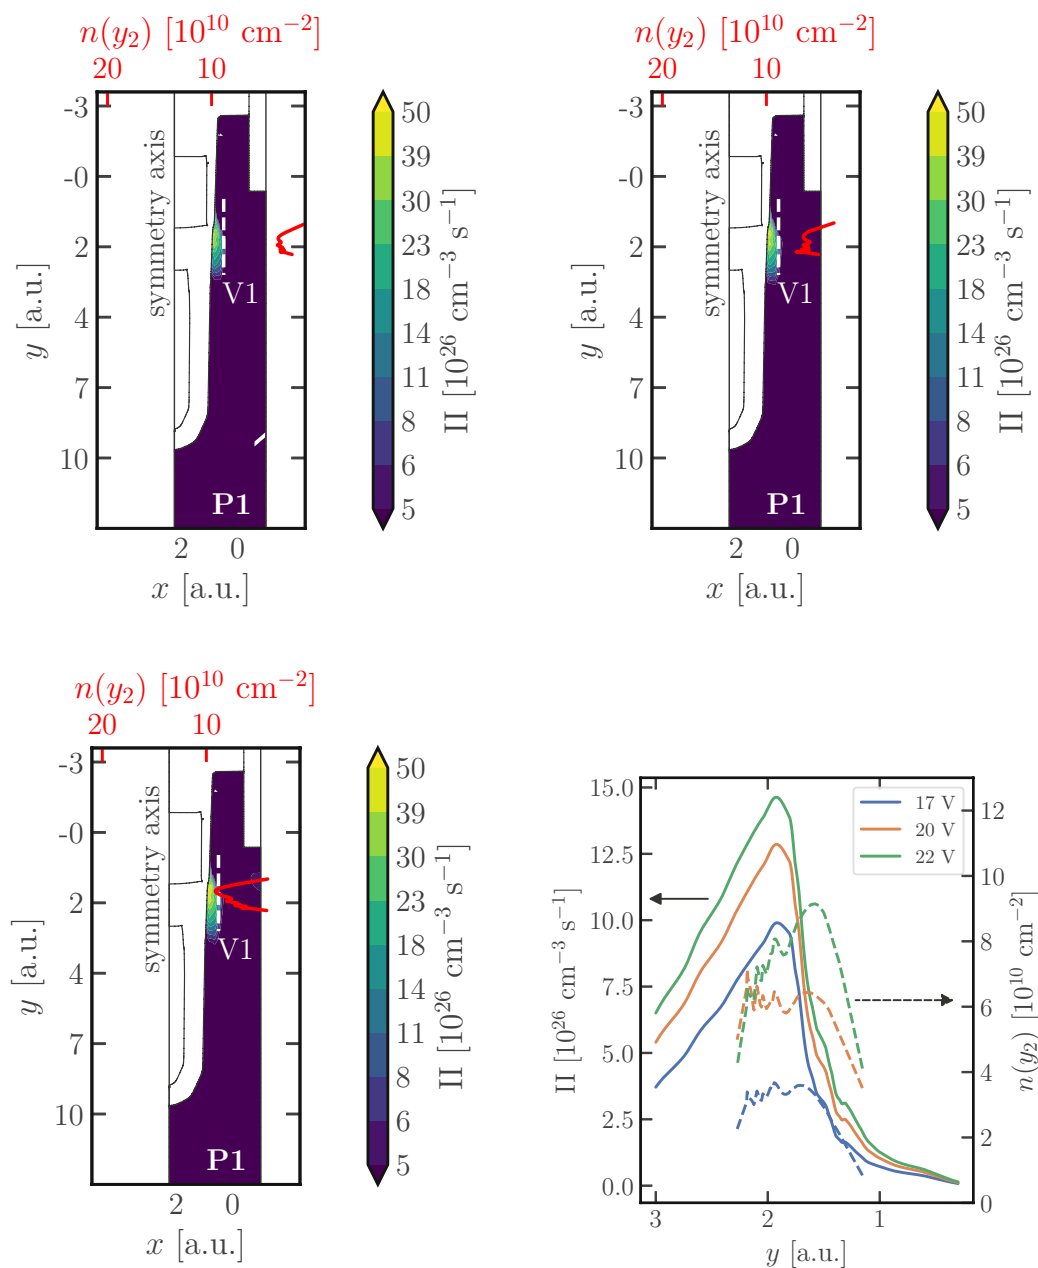 n(y₂) [10¹⁰ cm⁻²]
20 10
-3
-0
2
4
7
10
y [a.u.]
symmetry axis
V1
P1
2 0
x [a.u.]
50
39
30
23
18
14
11
8
6
5
II [10²⁶ cm⁻³ s⁻¹]
n(y₂) [10¹⁰ cm⁻²]
20 10
-3
-0
2
4
7
10
y [a.u.]
symmetry axis
V1
P1
2 0
x [a.u.]
50
39
30
23
18
14
11
8
6
5
II [10²⁶ cm⁻³ s⁻¹]
n(y₂) [10¹⁰ cm⁻²]
20 10
-3
-0
2
4
7
10
y [a.u.]
symmetry axis
V1
P1
2 0
x [a.u.]
50
39
30
23
18
14
11
8
6
5
II [10²⁶ cm⁻³ s⁻¹]
15.0
12.5
10.0
7.5
5.0
2.5
0.0
II [10²⁶ cm⁻³ s⁻¹]
17 V
20 V
22 V
12
10
8
6
4
2
0
n(y₂) [10¹⁰ cm⁻²]
3 2 1
y [a.u.]